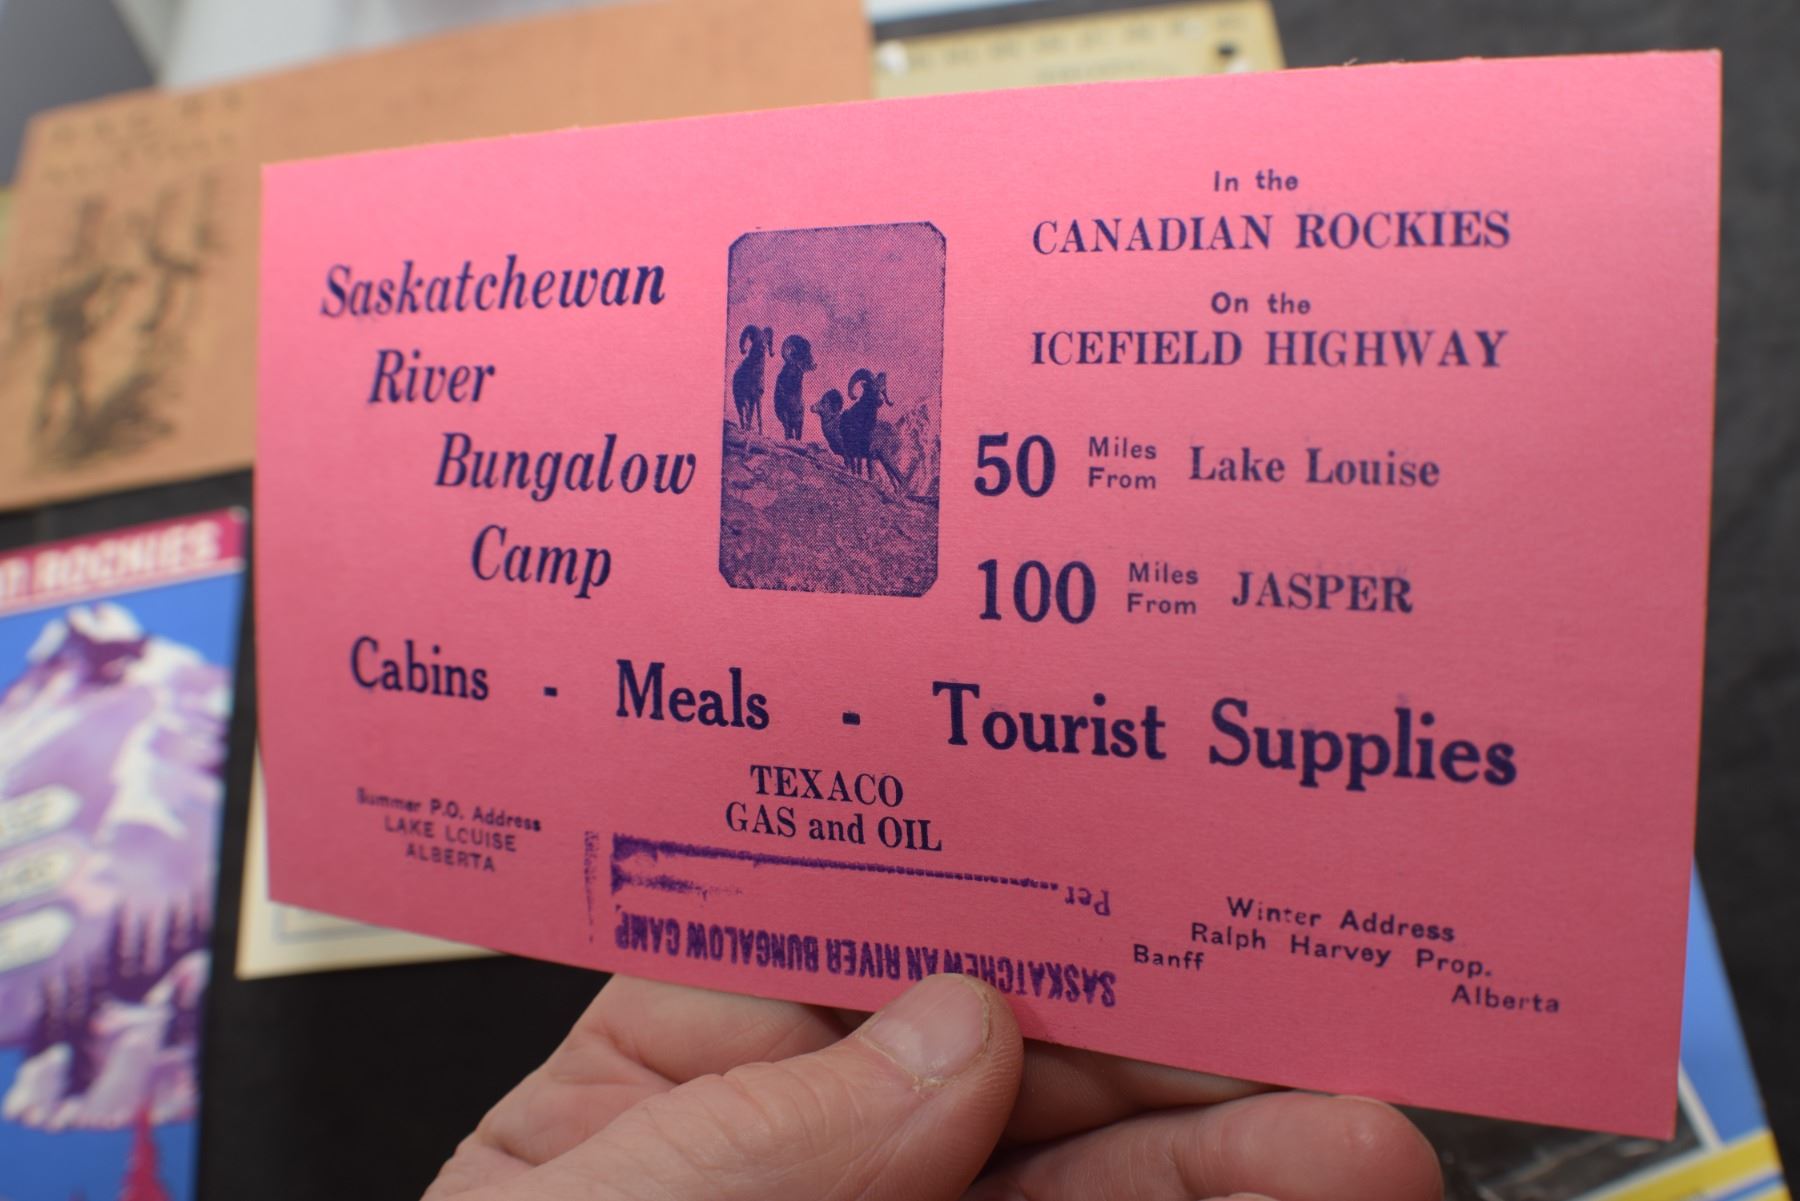 Saskatchewan
River
Bungalow
Camp
In the
CANADIAN ROCKIES
On the
ICEFIELD HIGHWAY
50 Miles From Lake Louise
100 Miles From JASPER
Cabins - Meals - Tourist Supplies
TEXACO
GAS and OIL
Summer P.O. Address
LAKE LCUISE
ALBERTA
Winter Address
Ralph Harvey Prop.
Banff
Alberta
SASKATCHEWAN RIVER BUNGALOW CAMP,
Per
ROCKIES